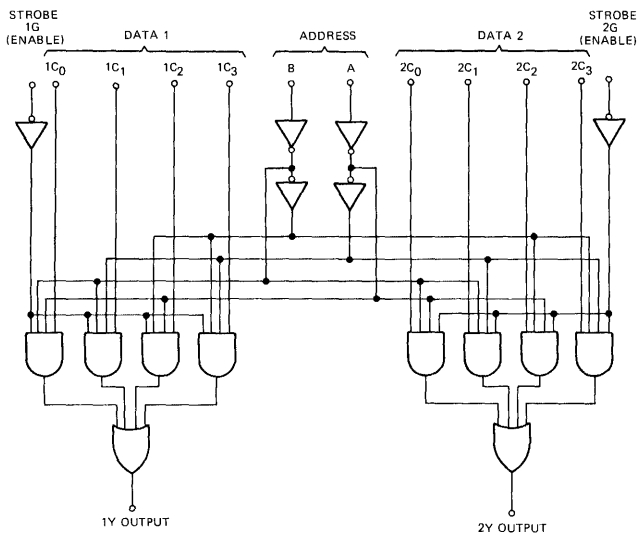 STROBE
1G
(ENABLE)
DATA 1
ADDRESS
DATA 2
STROBE
2G
(ENABLE)
1C0
1C1
1C2
1C3
B
A
2C0
2C1
2C2
2C3
1Y OUTPUT
2Y OUTPUT